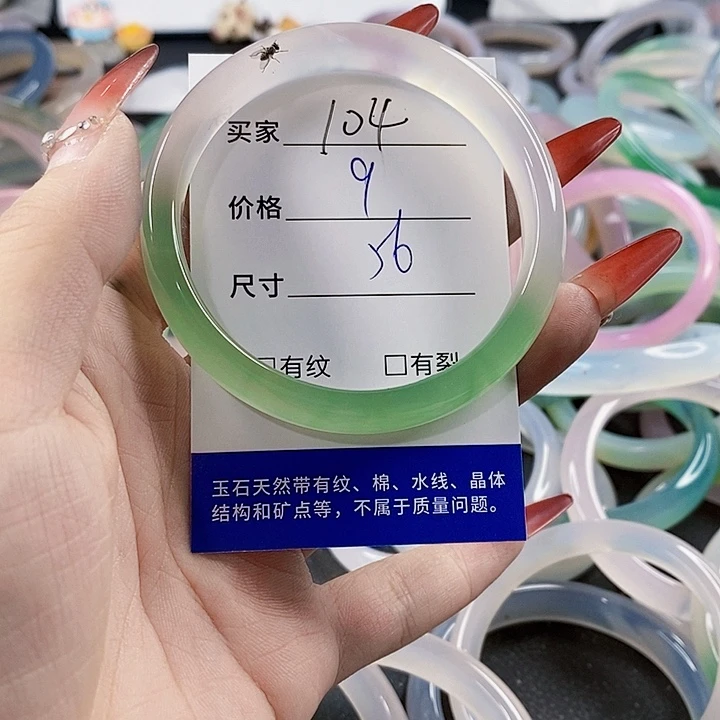 买家 104
价格 9
尺寸 56
□有纹 □有裂
玉石天然带有纹、棉、水线、晶体
结构和矿点等，不属于质量问题。